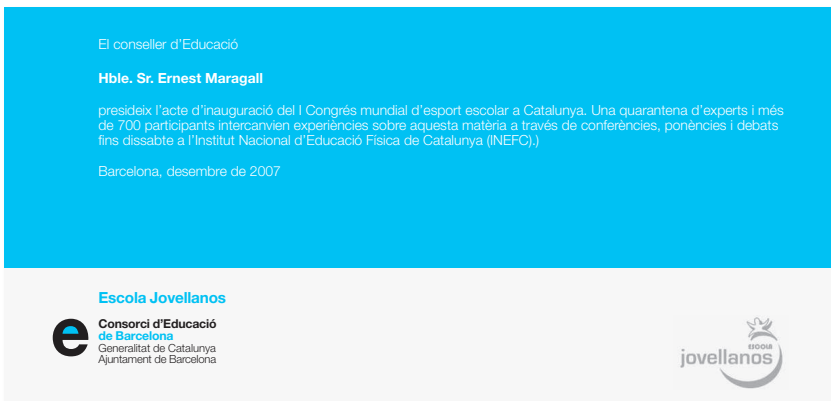 El conseller d'Educació
Hble. Sr. Ernest Maragall
presideix l'acte d'inauguració del I Congrés mundial d'esport escolar a Catalunya. Una quarantena d'experts i més
de 700 participants intercanvien experiències sobre aquesta matèria a través de conferències, ponències i debats
fins dissabte a l'Institut Nacional d'Educació Física de Catalunya (INEFC).)
Barcelona, desembre de 2007
Escola Jovellanos
e
Consorci d'Educació
de Barcelona
Generalitat de Catalunya
Ajuntament de Barcelona
escola
jovellanos